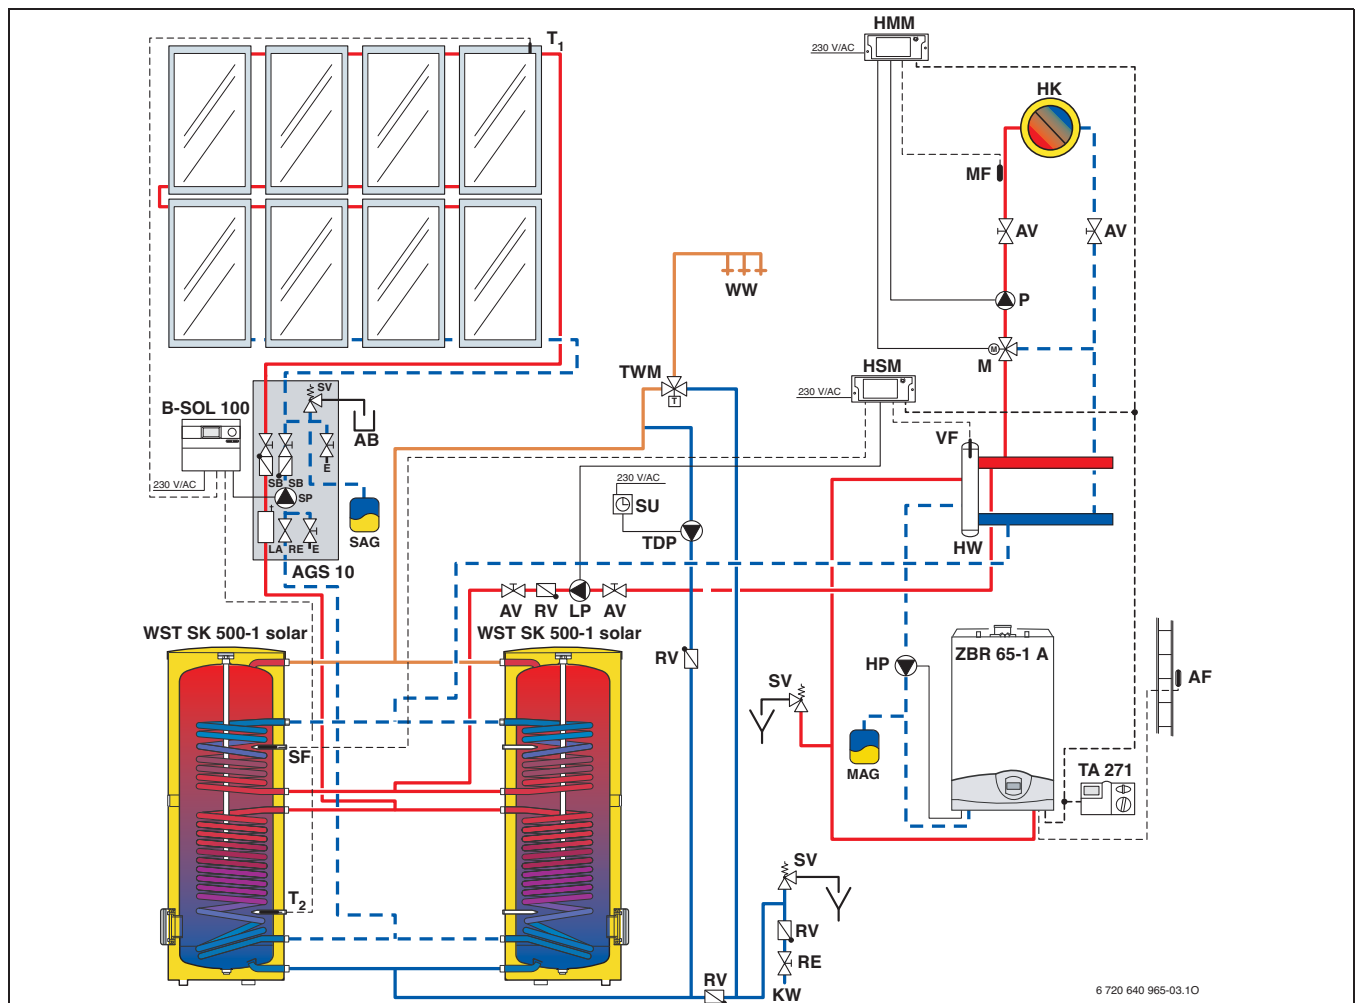 HMM
230 V/AC
T1
HK
MF
AV
AV
WW
P
M
TWM
T
HSM
230 V/AC
SV
B-SOL 100
AB
VF
E
SB SB
230 V/AC
SP
230 V/AC
SU
SAG
TDP
HW
LA RE E
AGS 10
AV RV LP AV
WST SK 500-1 solar
WST SK 500-1 solar
RV
HP
ZBR 65-1 A
AF
SV
SF
MAG
TA 271
SV
T2
RV
RE
RV
KW
M
6 720 640 965-03.1O